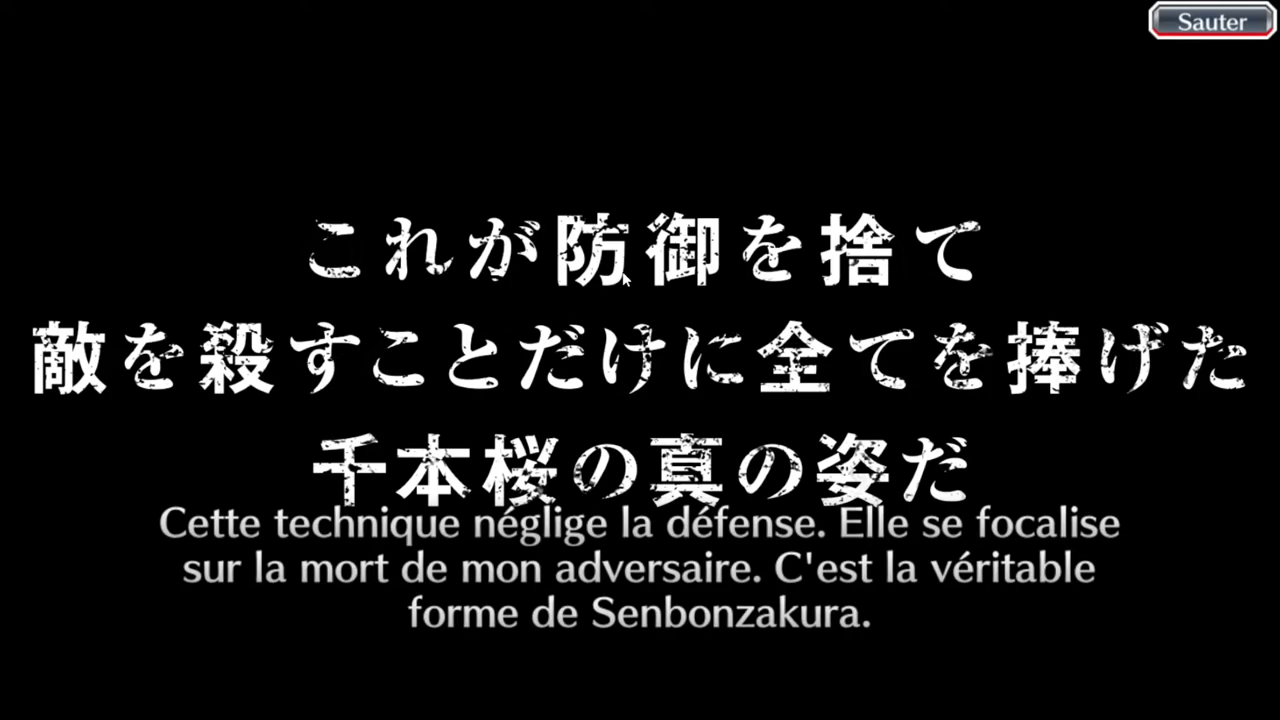 Sauter
これが防御を捨て
敵を殺すことだけに全てを捧げた
千本桜の真の姿だ
Cette technique néglige la défense. Elle se focalise
sur la mort de mon adversaire. C'est la véritable
forme de Senbonzakura.